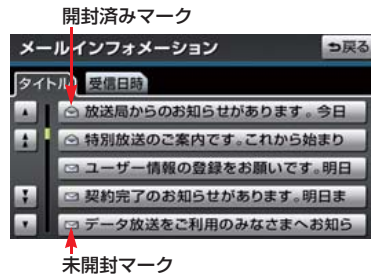 開封済みマーク
メールインフォメーション
戻る
タイトル 受信日時
放送局からのお知らせがあります。今日
特別放送のご案内です。これから始まり
ユーザー情報の登録をお願いです。明日
契約完了のお知らせがあります。明日ま
データ放送をご利用のみなさまへお知ら
未開封マーク